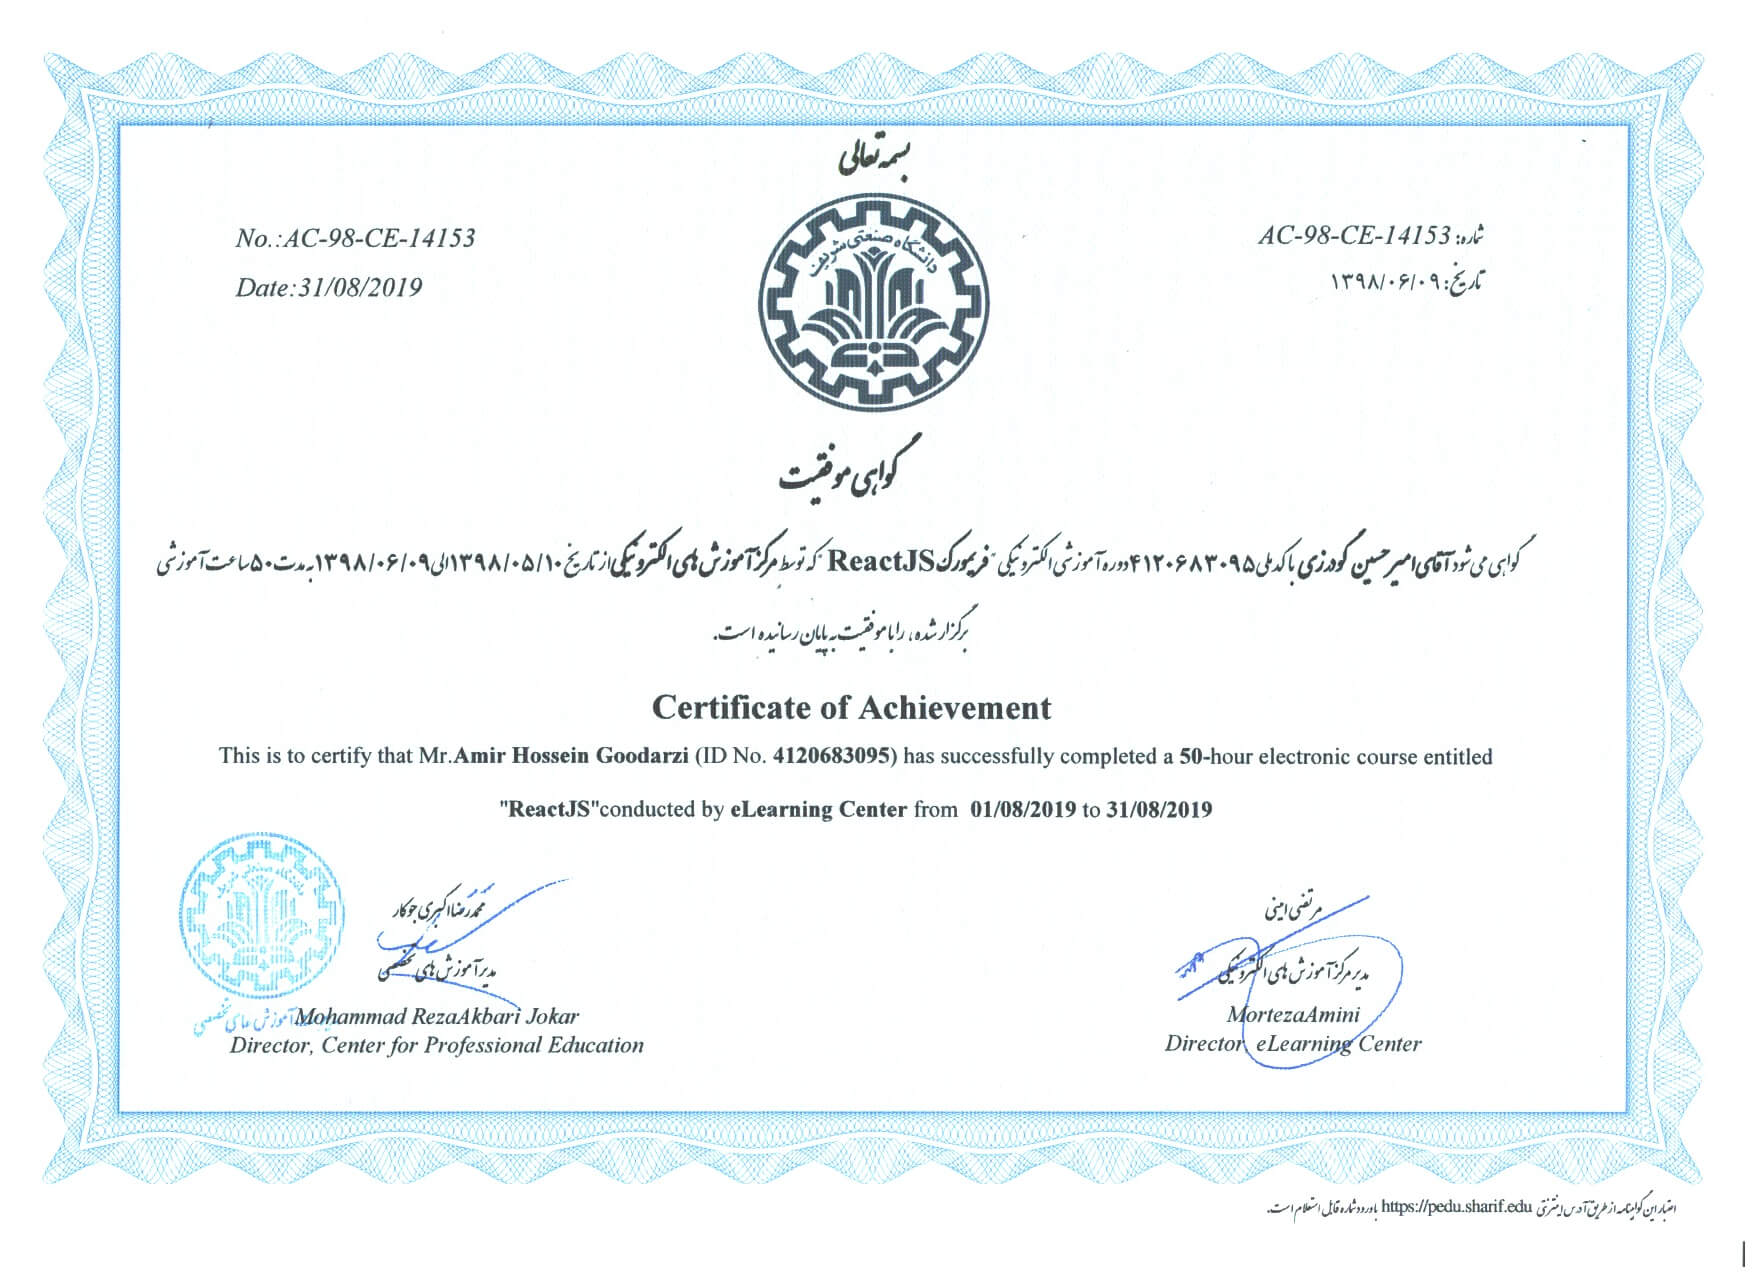 بسمه تعالی
دانشگاه صنعتی شریف
No.:AC-98-CE-14153
Date:31/08/2019
شماره: AC-98-CE-14153
تاریخ: ۱۳۹۸/۰۶/۰۹
گواهی موفقیت
گواهی می شود آقای امیر حسین گودرزی با کد ملی ۴۱۲۰۶۸۳۰۹۵ دوره آموزشی الکترونیکی "فریمورک ReactJS" که توسط مرکز آموزش های الکترونیکی از تاریخ ۱۳۹۸/۰۵/۱۰ الی ۱۳۹۸/۰۶/۰۹ به مدت ۵۰ ساعت آموزشی
برگزار شده، را با موفقیت به پایان رسانیده است.
Certificate of Achievement
This is to certify that Mr.Amir Hossein Goodarzi (ID No. 4120683095) has successfully completed a 50-hour electronic course entitled
"ReactJS"conducted by eLearning Center from 01/08/2019 to 31/08/2019
محمدرضا اکبری جوکار
مدیر آموزش های تخصصی
Mohammad RezaAkbari Jokar
Director, Center for Professional Education
آموزش های تخصصی
مرتضی امینی
مدیر مرکز آموزش های الکترونیکی
MortezaAmini
Director, eLearning Center
اعتبار این گواهینامه از طریق آدرس اینترنتی https://pedu.sharif.edu با ورود شماره قابل استعلام است.